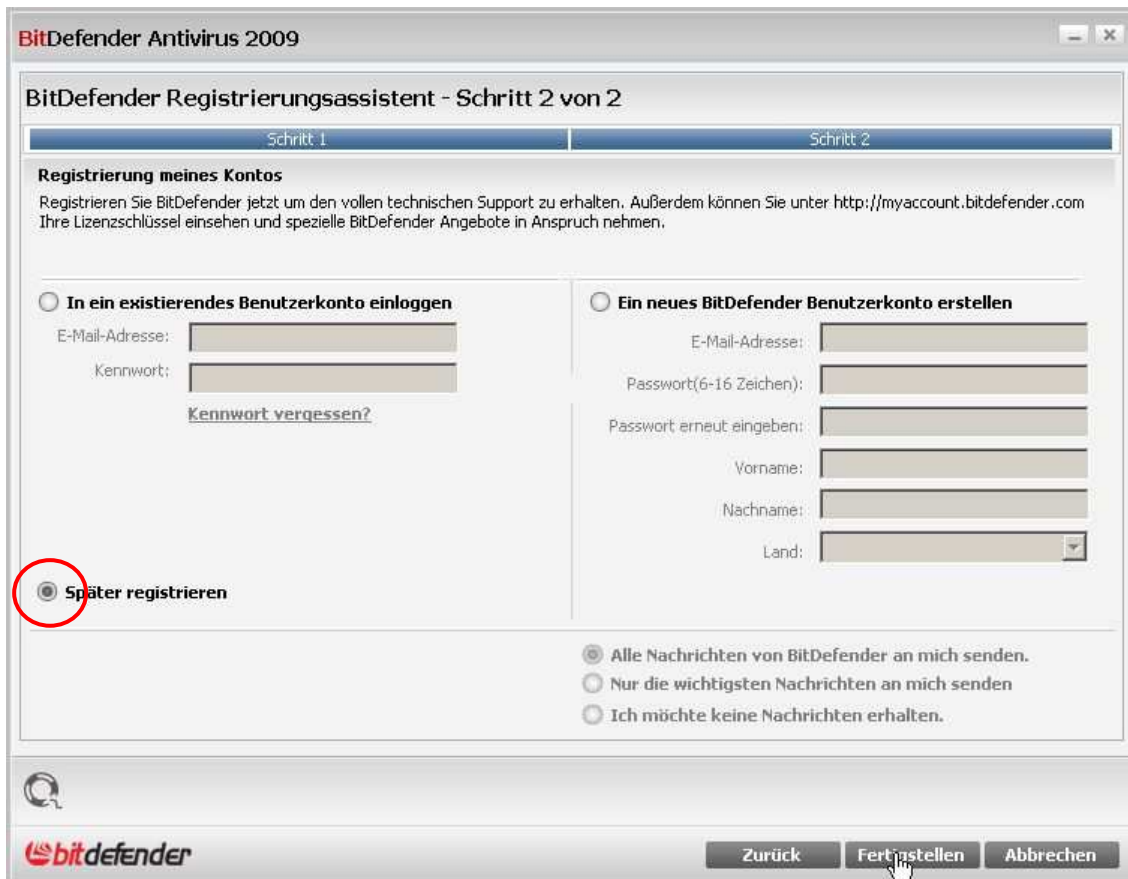 BitDefender Antivirus 2009
BitDefender Registrierungsassistent - Schritt 2 von 2
Schritt 1
Schritt 2
Registrierung meines Kontos
Registrieren Sie BitDefender jetzt um den vollen technischen Support zu erhalten. Außerdem können Sie unter http://myaccount.bitdefender.com
Ihre Lizenzschlüssel einsehen und spezielle BitDefender Angebote in Anspruch nehmen.
In ein existierendes Benutzerkonto einloggen
E-Mail-Adresse:
Kennwort:
Kennwort vergessen?
Ein neues BitDefender Benutzerkonto erstellen
E-Mail-Adresse:
Passwort(6-16 Zeichen):
Passwort erneut eingeben:
Vorname:
Nachname:
Land:
Später registrieren
Alle Nachrichten von BitDefender an mich senden.
Nur die wichtigsten Nachrichten an mich senden
Ich möchte keine Nachrichten erhalten.
bitdefender
Zurück
Fertigstellen
Abbrechen